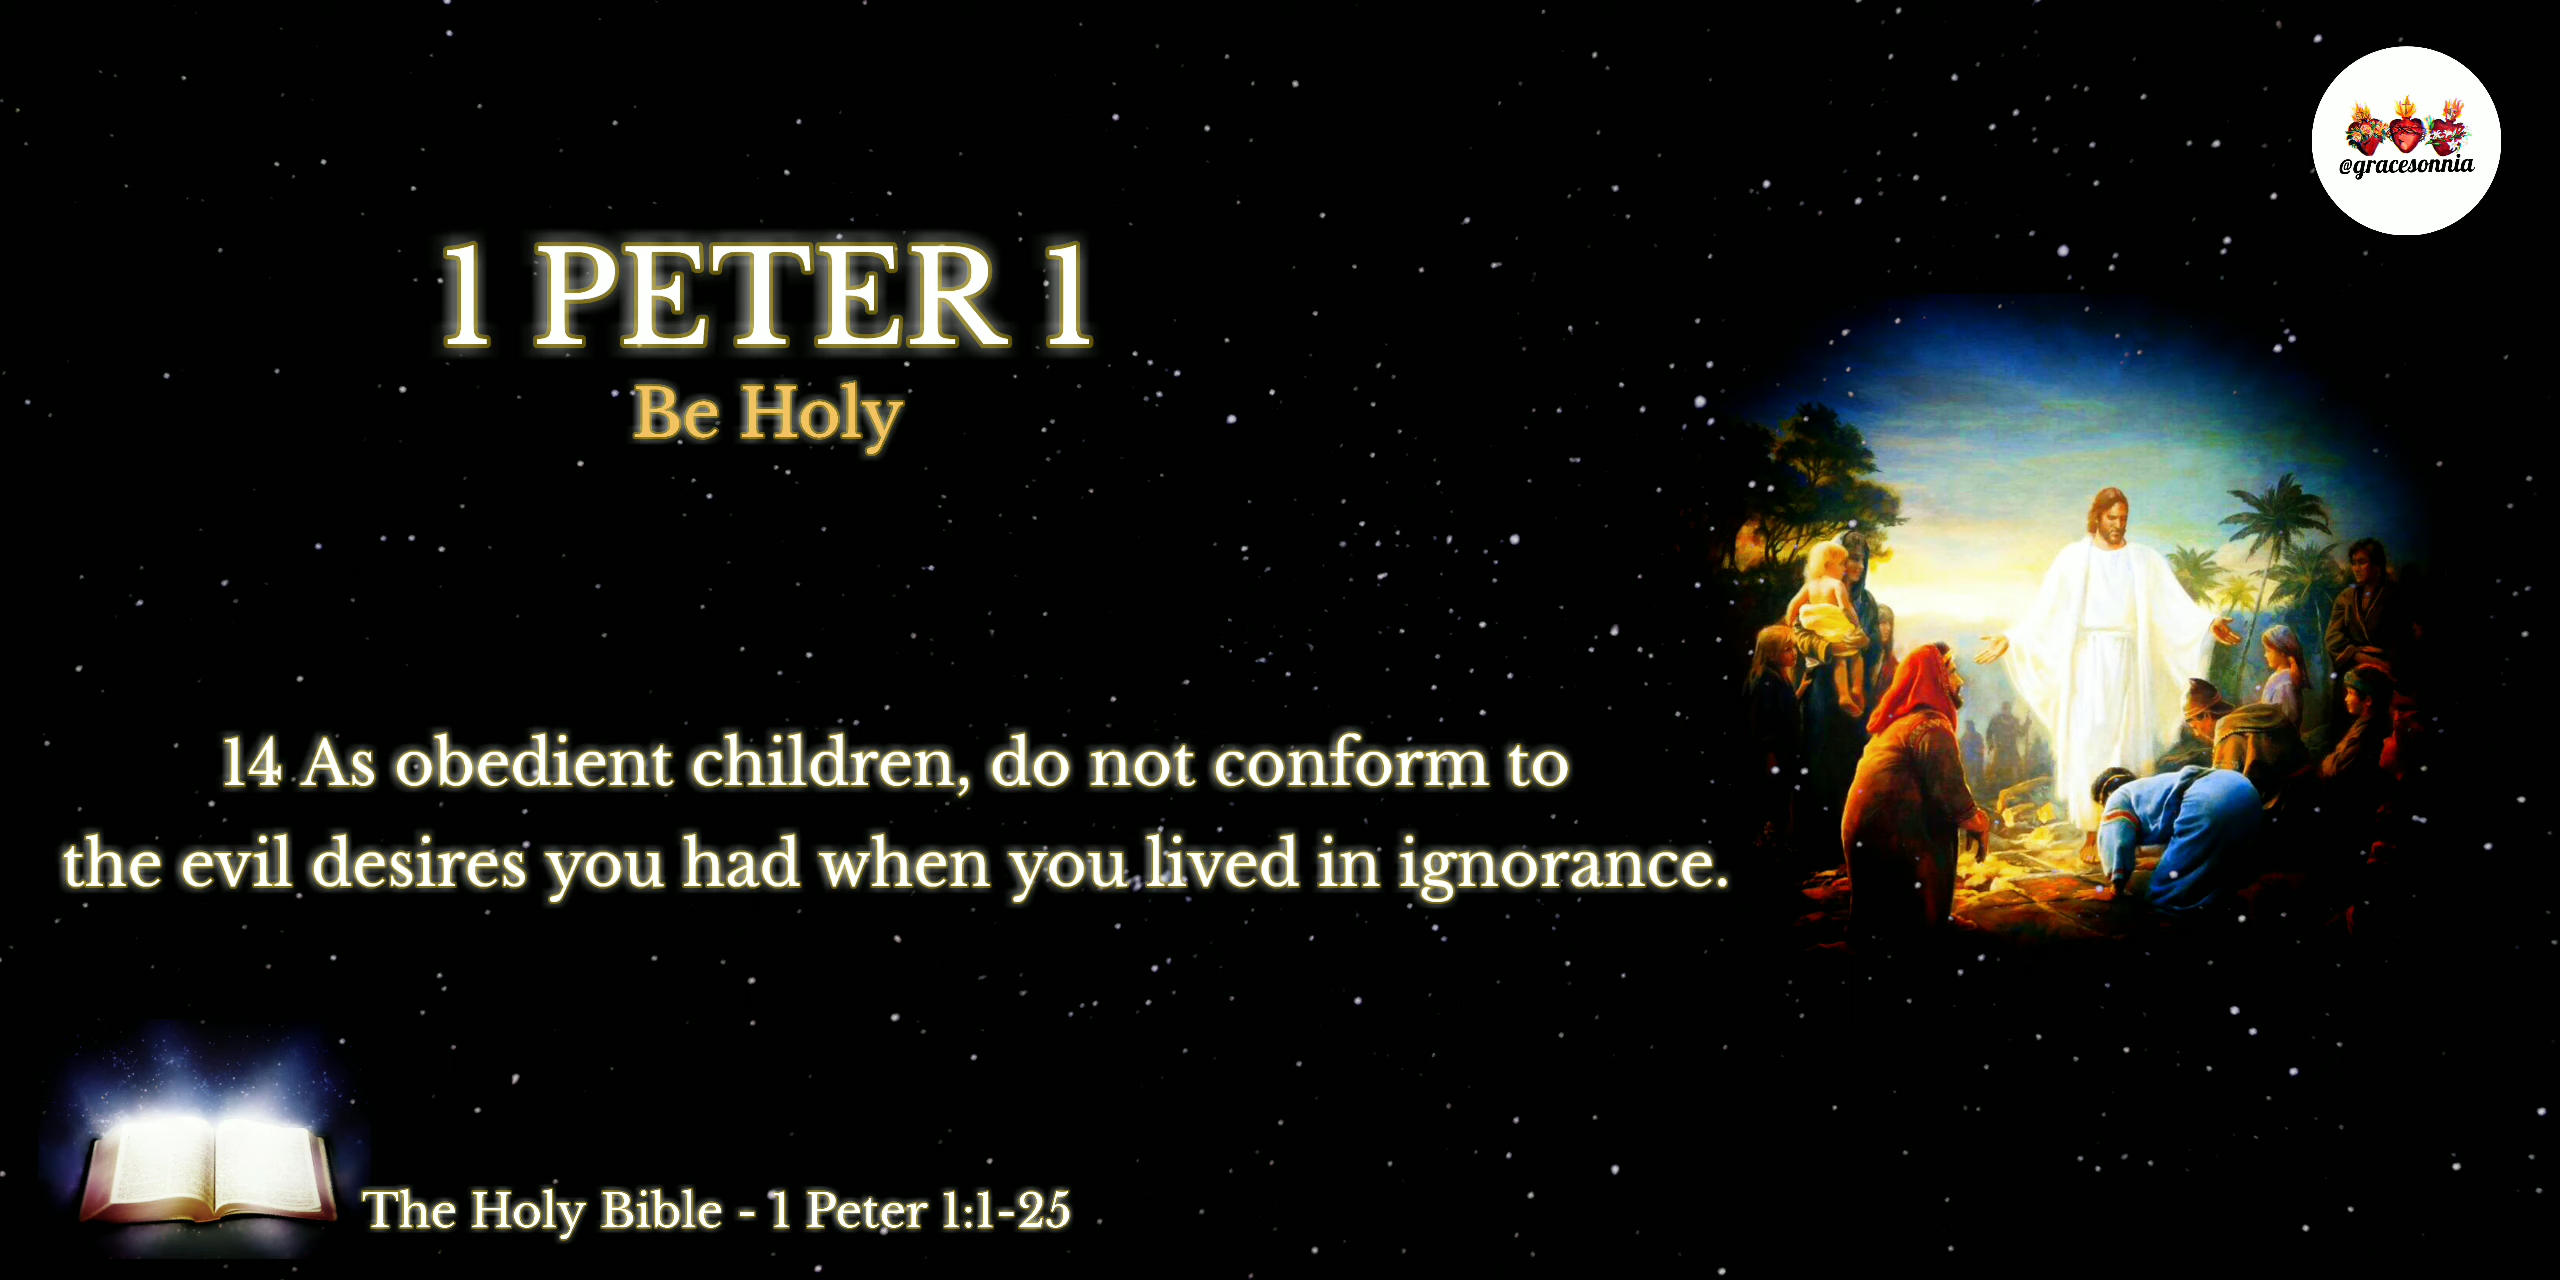 @gracesonnia
1 PETER 1
Be Holy
14 As obedient children, do not conform to
the evil desires you had when you lived in ignorance.
The Holy Bible - 1 Peter 1:1-25